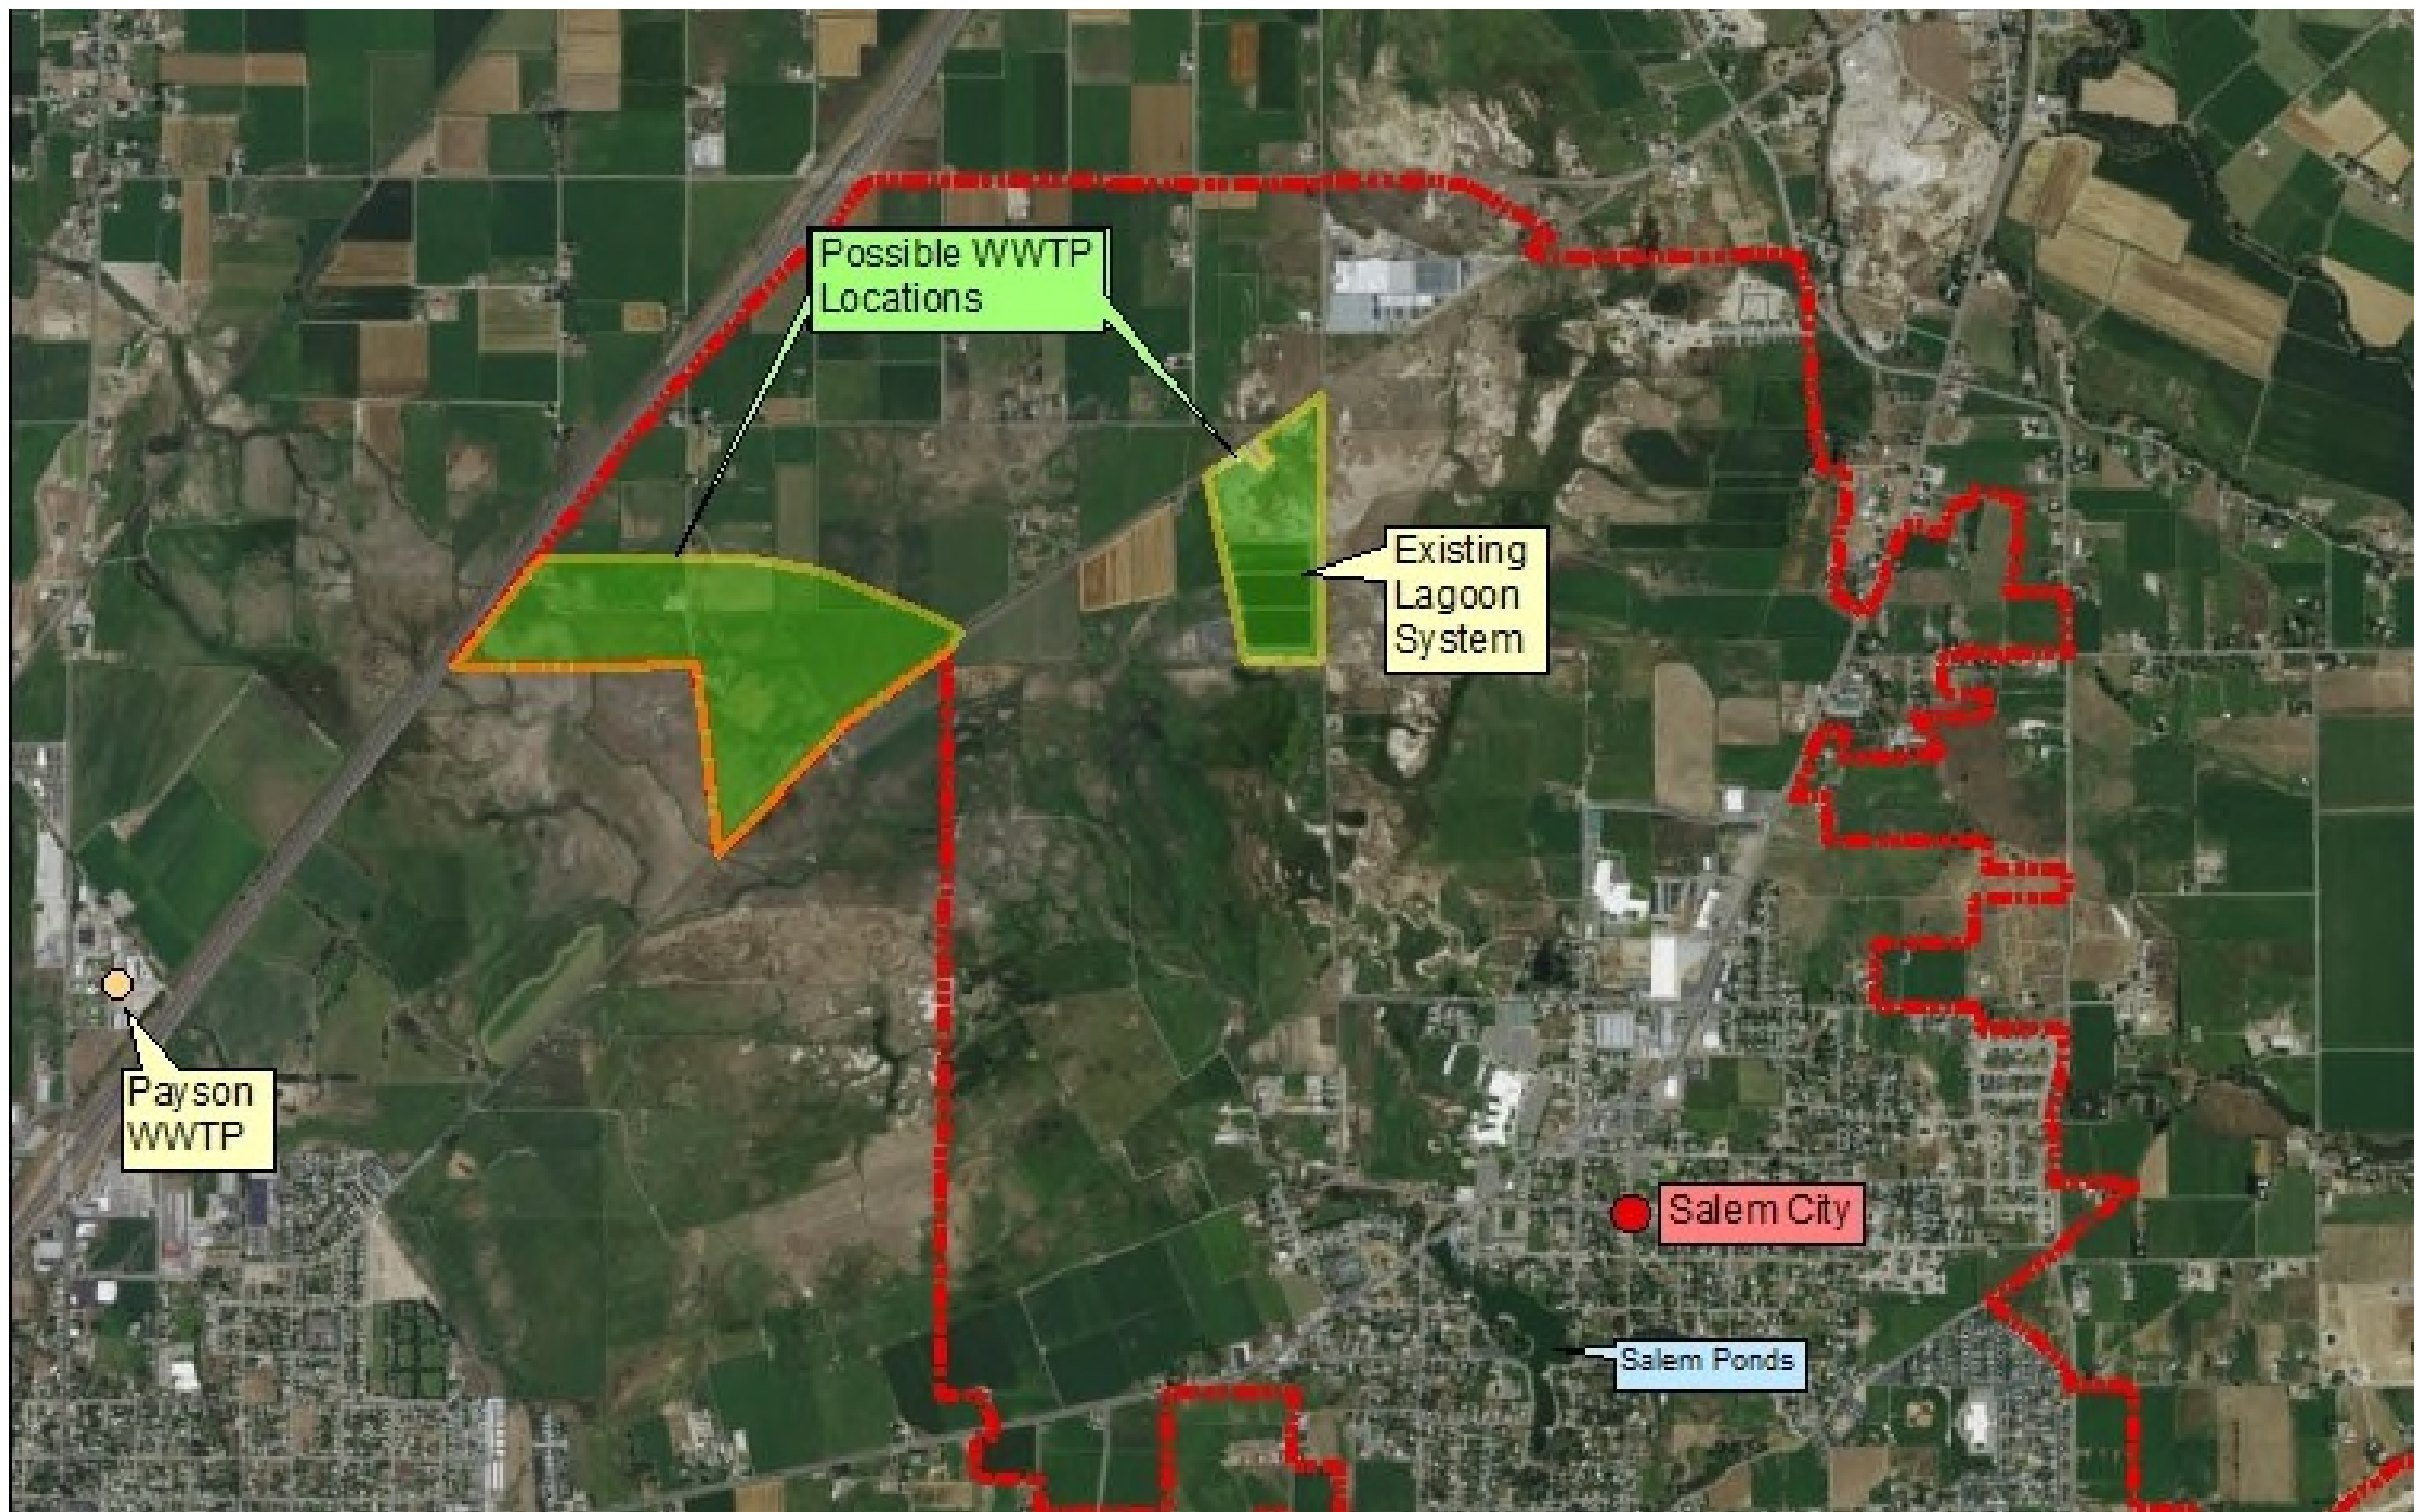 Possible WWTP
Locations
Existing
Lagoon
System
Payson
WWTP
Salem City
Salem Ponds